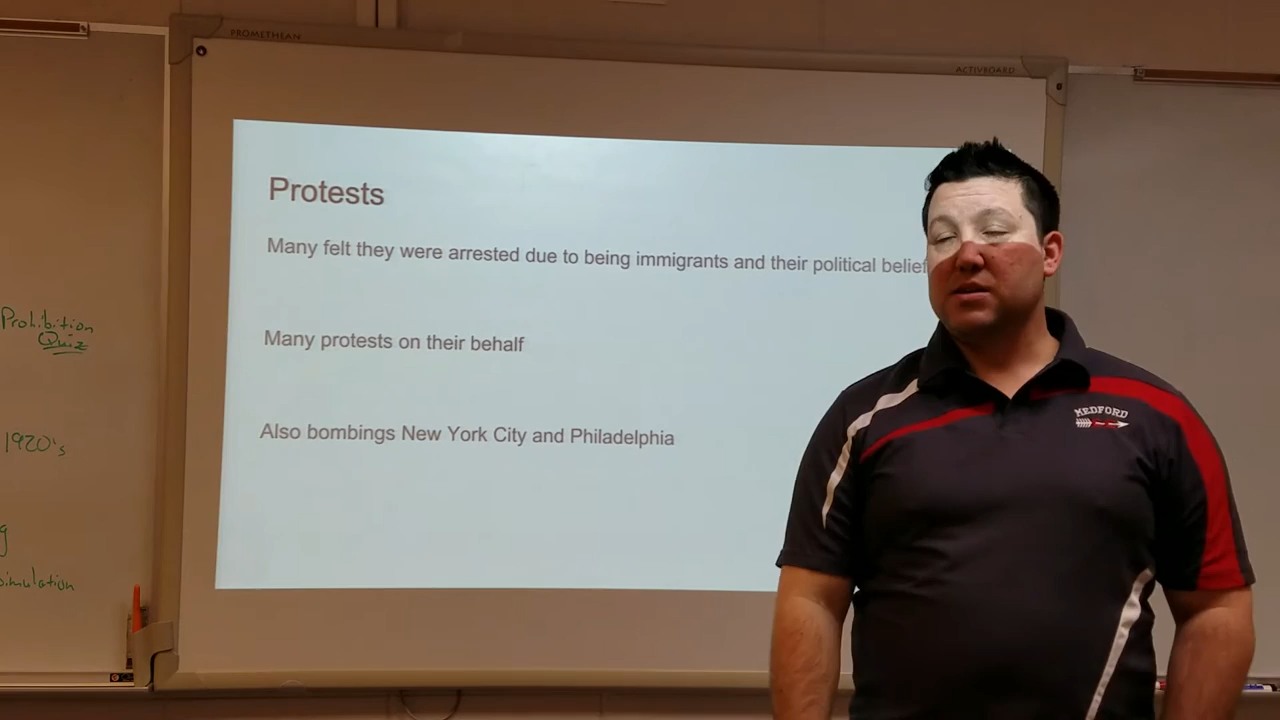 PROMETHEAN
ACTIVBOARD
Protests
Many felt they were arrested due to being immigrants and their political belief
Many protests on their behalf
Also bombings New York City and Philadelphia
Prohibition
Quiz
1920's
simulation
MEDFORD